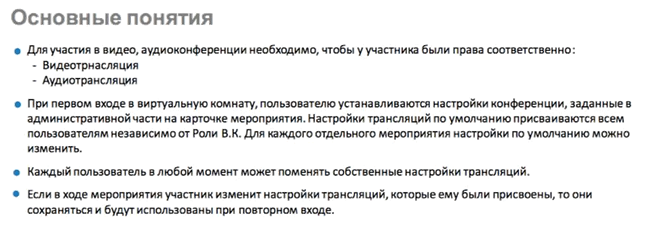 Основные понятия
Для участия в видео, аудиоконференции необходимо, чтобы у участника были права соответственно:
- Видеотрнасляция
- Аудиотрансляция
При первом входе в виртуальную комнату, пользователю устанавливаются настройки конференции, заданные в
административной части на карточке мероприятия. Настройки трансляций по умолчанию присваиваются всем
пользователям независимо от Роли В.К. Для каждого отдельного мероприятия настройки по умолчанию можно
изменить.
Каждый пользователь в любой момент может поменять собственные настройки трансляций.
Если в ходе мероприятия участник изменит настройки трансляций, которые ему были присвоены, то они
сохраняться и будут использованы при повторном входе.